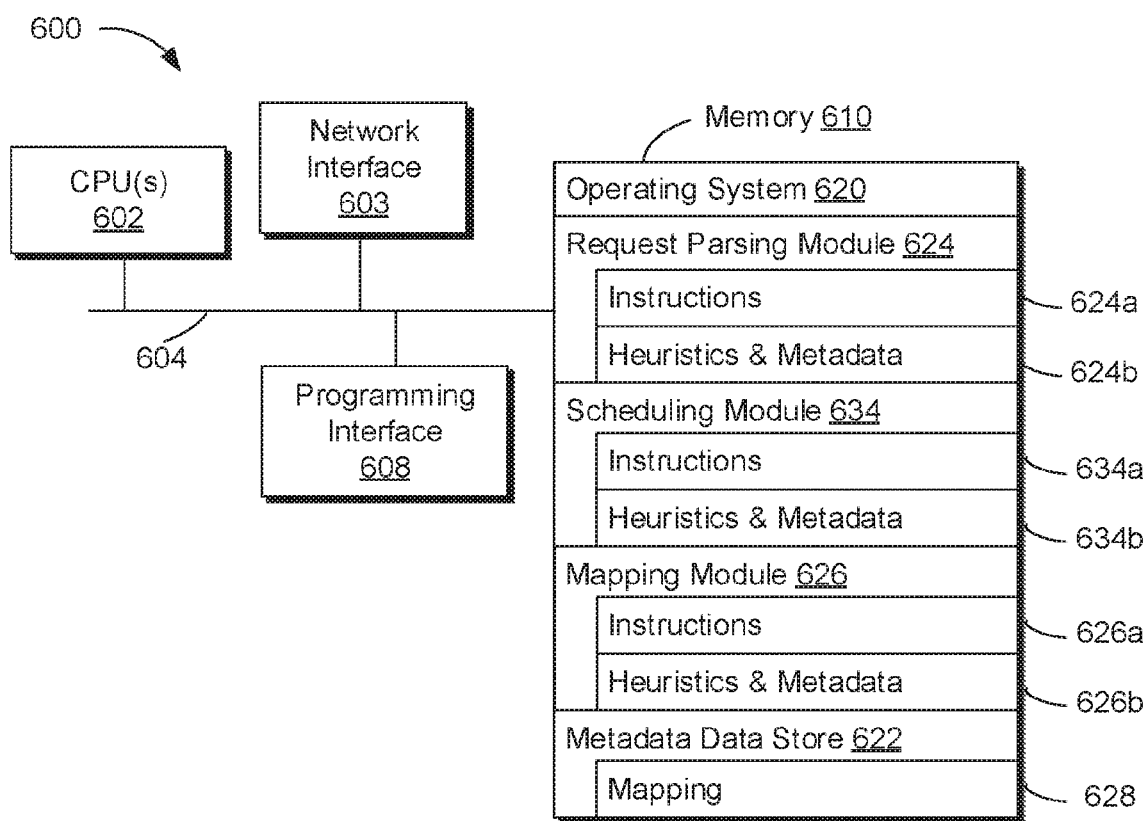 600
CPU(s)
602
Network
Interface
603
604
Programming
Interface
608
Memory 610
Operating System 620
Request Parsing Module 624
Instructions
624a
Heuristics & Metadata
624b
Scheduling Module 634
Instructions
634a
Heuristics & Metadata
634b
Mapping Module 626
Instructions
626a
Heuristics & Metadata
626b
Metadata Data Store 622
Mapping
628